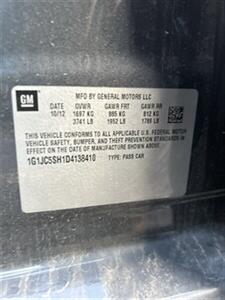 GM
MFD BY GENERAL MOTORS LLC
DATE GVWR GAWR FRT GAWR RR
10/12 1697 KG 885 KG 812 KG
3741 LB 1952 LB 1789 LB
THIS VEHICLE CONFORMS TO ALL APPLICABLE U.S. FEDERAL MOTOR
VEHICLE SAFETY, BUMPER, AND THEFT PREVENTION STANDARDS IN
EFFECT ON THE DATE OF MANUFACTURE SHOWN ABOVE.
1G1JC5SH1D4138410 TYPE: PASS CAR